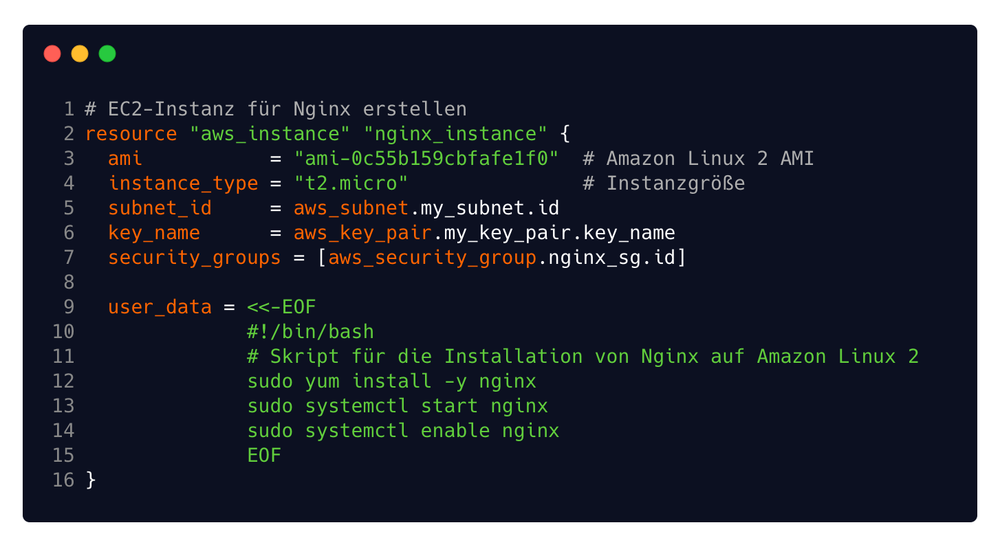 1 # EC2-Instanz für Nginx erstellen
2 resource "aws_instance" "nginx_instance" {
3   ami           = "ami-0c55b159cbfafe1f0"  # Amazon Linux 2 AMI
4   instance_type = "t2.micro"               # Instanzgröße
5   subnet_id     = aws_subnet.my_subnet.id
6   key_name      = aws_key_pair.my_key_pair.key_name
7   security_groups = [aws_security_group.nginx_sg.id]
8
9   user_data = <<-EOF
10              #!/bin/bash
11              # Skript für die Installation von Nginx auf Amazon Linux 2
12              sudo yum install -y nginx
13              sudo systemctl start nginx
14              sudo systemctl enable nginx
15              EOF
16 }